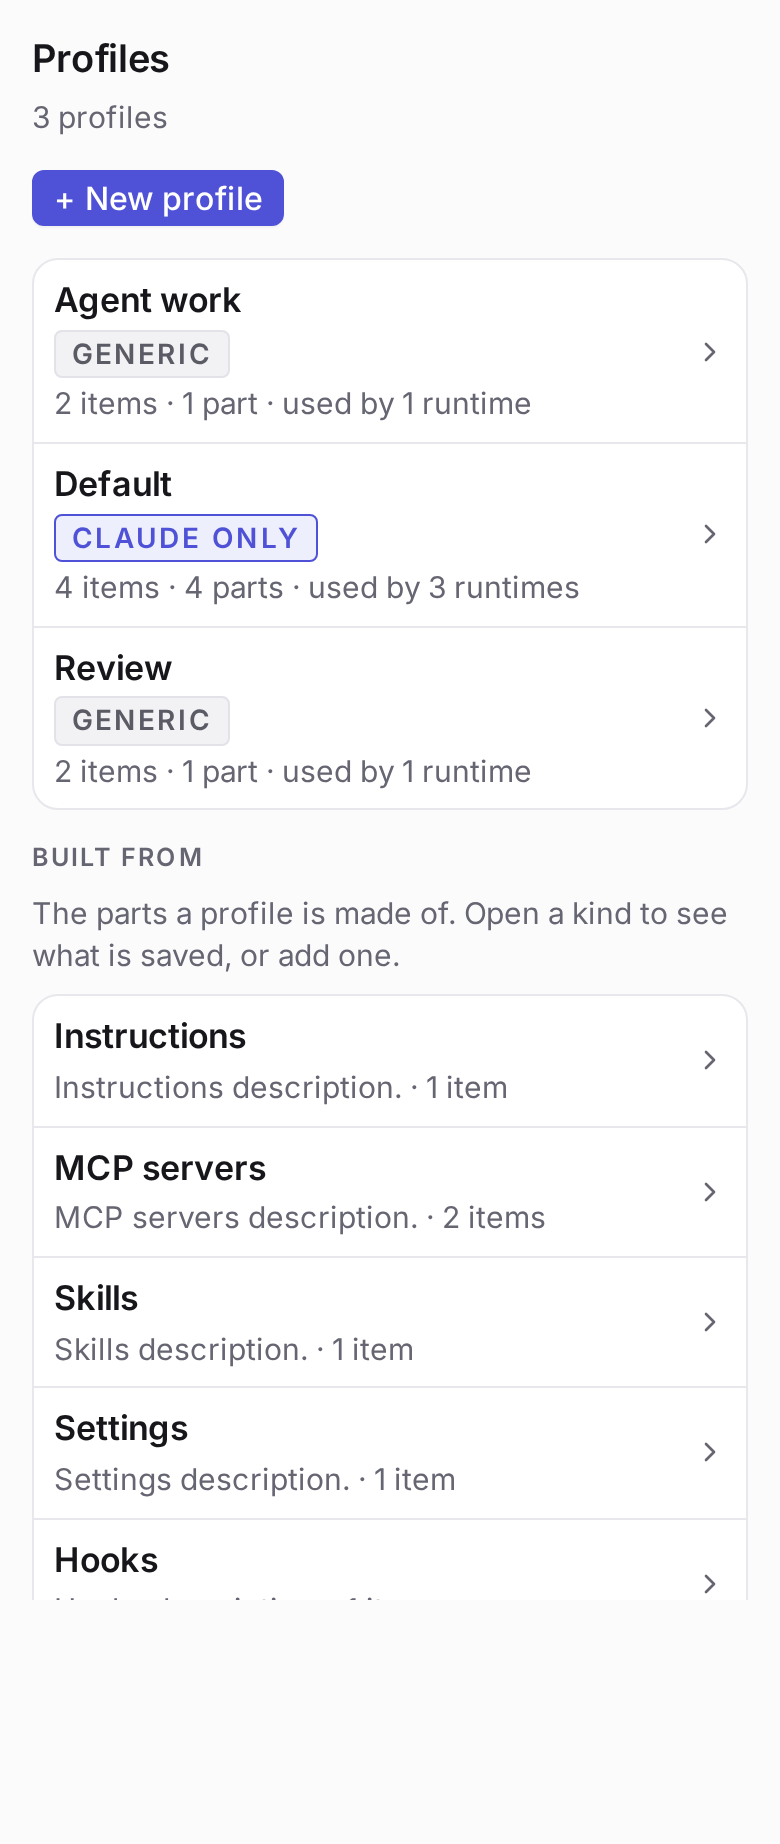 Profiles
3 profiles
+ New profile
Agent work
GENERIC
2 items · 1 part · used by 1 runtime
Default
CLAUDE ONLY
4 items · 4 parts · used by 3 runtimes
Review
GENERIC
2 items · 1 part · used by 1 runtime
BUILT FROM
The parts a profile is made of. Open a kind to see
what is saved, or add one.
Instructions
Instructions description. · 1 item
MCP servers
MCP servers description. · 2 items
Skills
Skills description. · 1 item
Settings
Settings description. · 1 item
Hooks